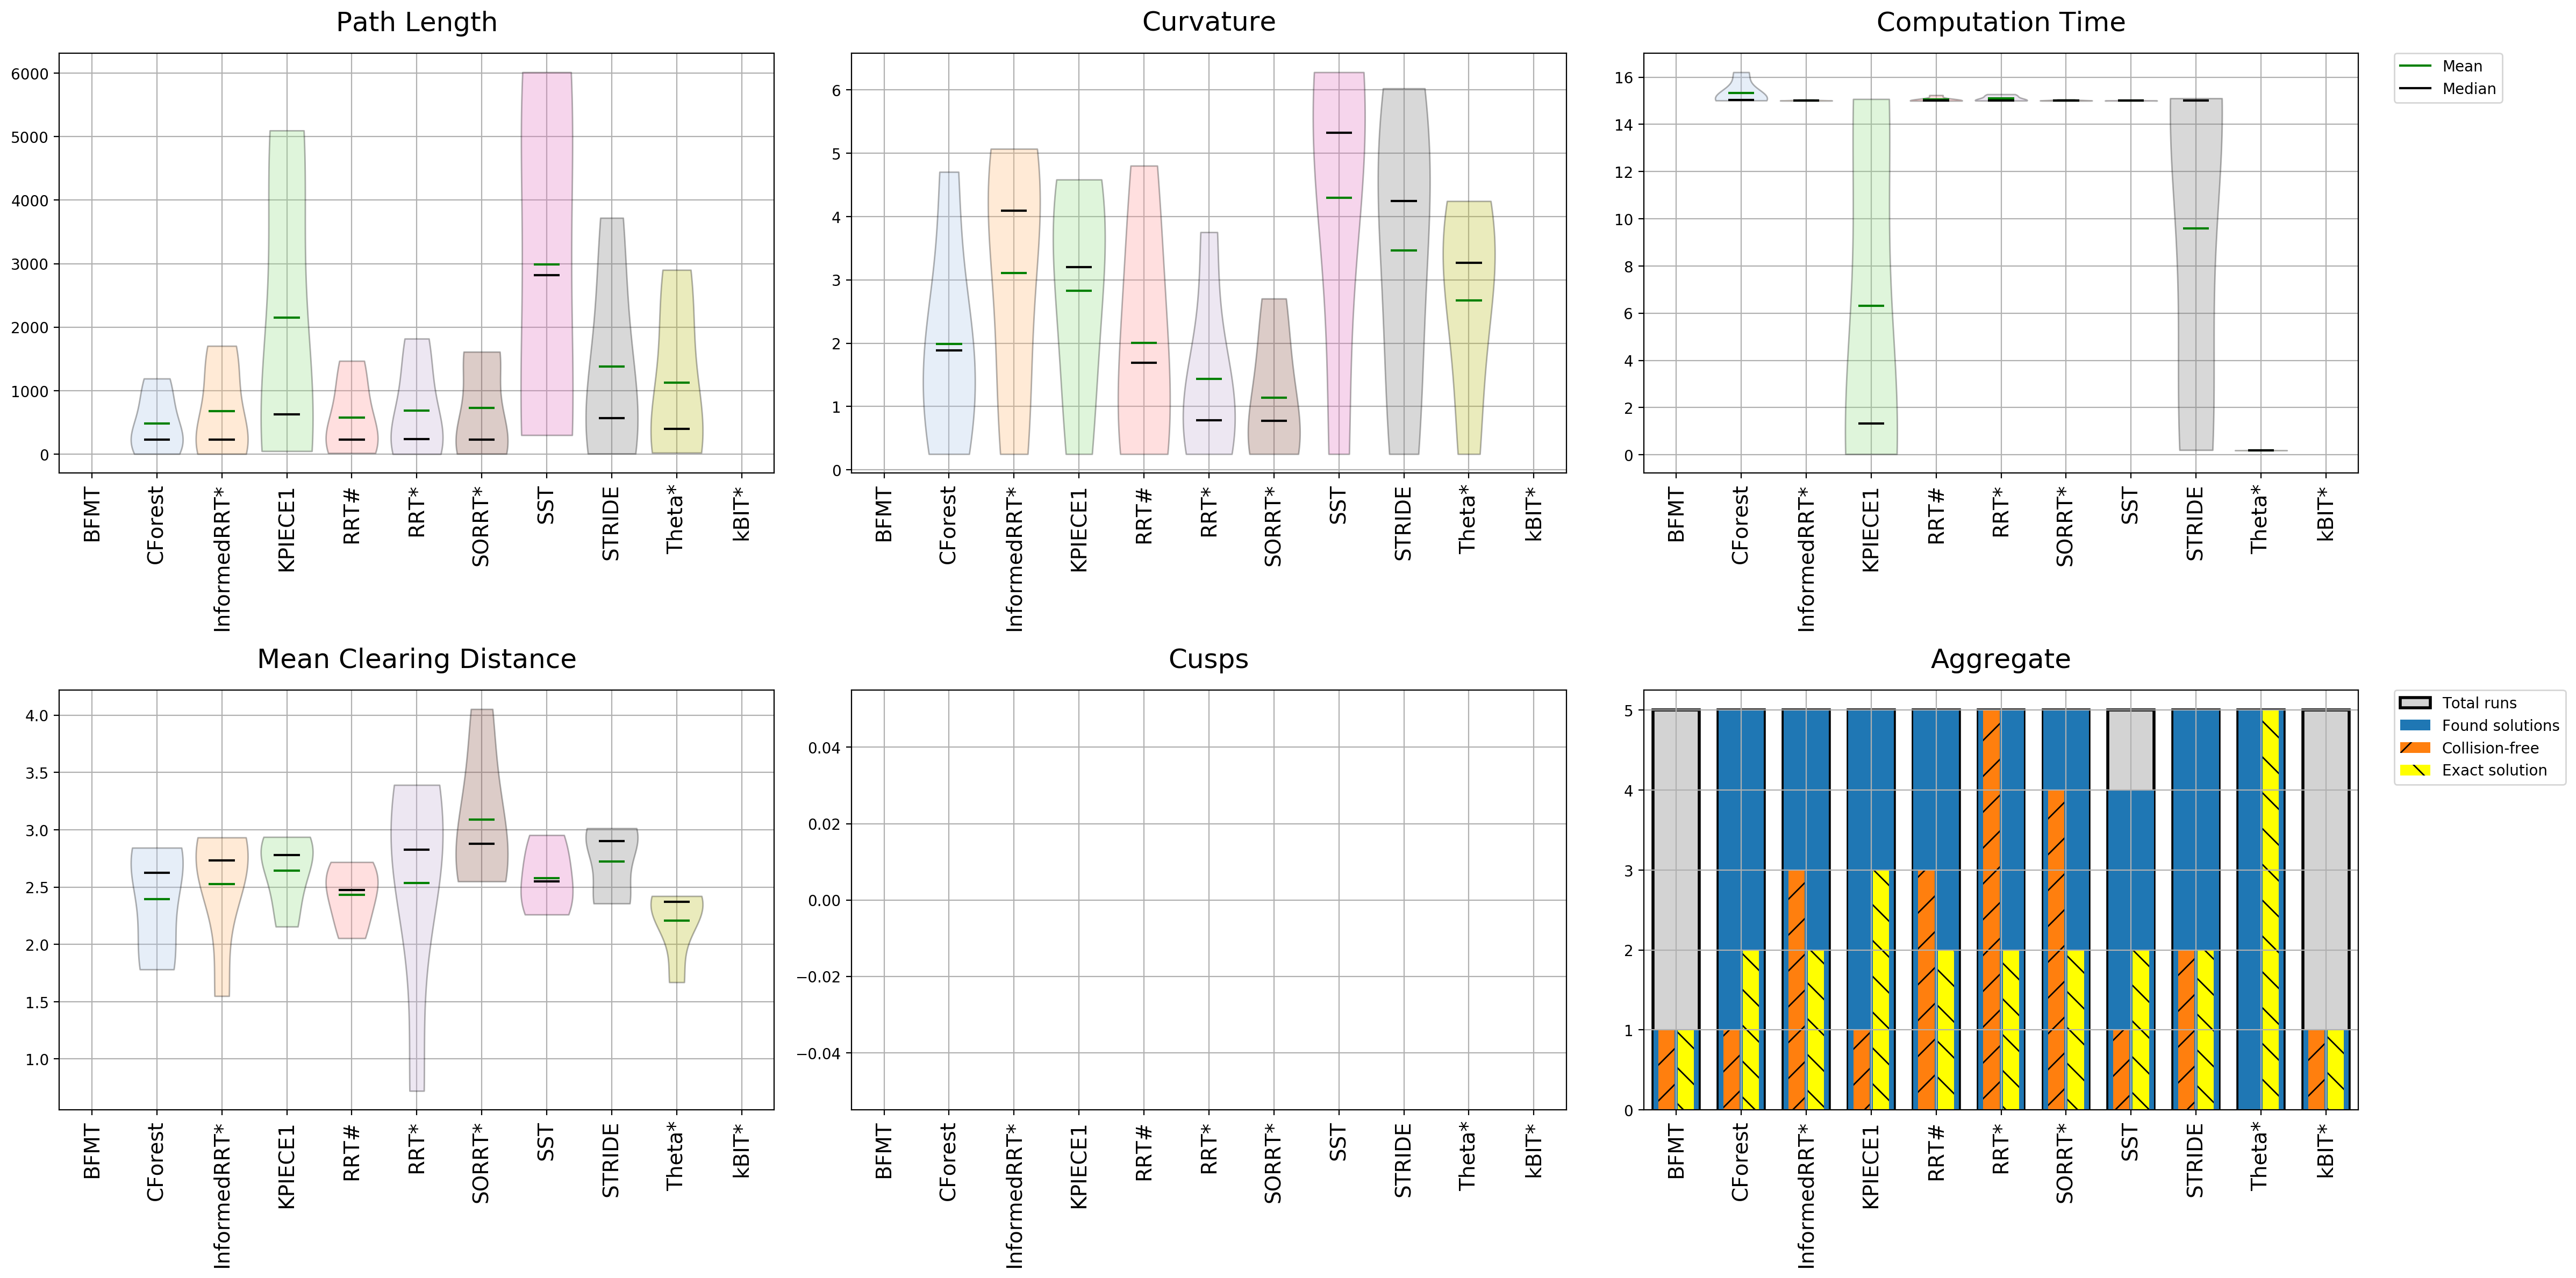 Path Length
6000
5000
4000
3000
2000
1000
0
BFMT
CForest
InformedRRT*
KPIECE1
RRT#
RRT*
SORRT*
SST
STRIDE
Theta*
kBIT*
Curvature
6
5
4
3
2
1
0
BFMT
CForest
InformedRRT*
KPIECE1
RRT#
RRT*
SORRT*
SST
STRIDE
Theta*
kBIT*
Computation Time
16
14
12
10
8
6
4
2
0
BFMT
CForest
InformedRRT*
KPIECE1
RRT#
RRT*
SORRT*
SST
STRIDE
Theta*
kBIT*
Mean
Median
Mean Clearing Distance
4.0
3.5
3.0
2.5
2.0
1.5
1.0
BFMT
CForest
InformedRRT*
KPIECE1
RRT#
RRT*
SORRT*
SST
STRIDE
Theta*
kBIT*
Cusps
0.04
0.02
0.00
−0.02
−0.04
BFMT
CForest
InformedRRT*
KPIECE1
RRT#
RRT*
SORRT*
SST
STRIDE
Theta*
kBIT*
Aggregate
5
4
3
2
1
0
BFMT
CForest
InformedRRT*
KPIECE1
RRT#
RRT*
SORRT*
SST
STRIDE
Theta*
kBIT*
Total runs
Found solutions
Collision-free
Exact solution